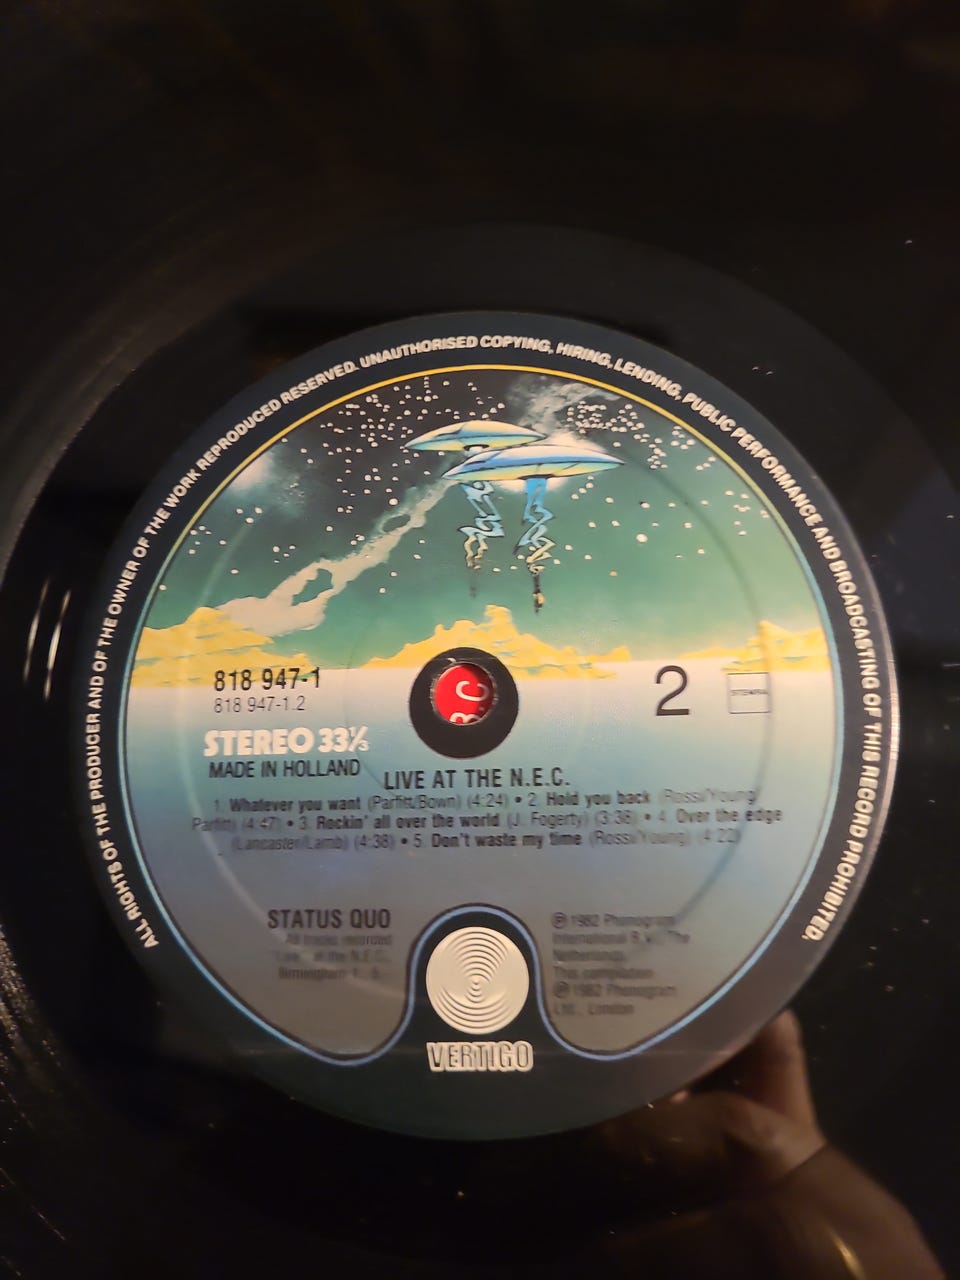 ALL RIGHTS OF THE PRODUCER AND OF THE OWNER OF THE WORK REPRODUCED RESERVED. UNAUTHORISED COPYING, HIRING, LENDING, PUBLIC PERFORMANCE AND BROADCASTING OF THIS RECORD PROHIBITED.
818 947-1
818 947-1.2
2
STEMRA
STEREO 33⅓
MADE IN HOLLAND
LIVE AT THE N.E.C.
1. Whatever you want (Parfitt/Bown) (4:24) • 2. Hold you back (Rossi/Young/
Parfitt) (4:47) • 3. Rockin' all over the world (J. Fogerty) (3:36) • 4. Over the edge
(Lancaster/Lamb) (4:38) • 5. Don't waste my time (Rossi/Young) (4:22)
STATUS QUO
All tracks recorded
Live at the N.E.C.,
Birmingham
℗ 1982 Phonogram
International B.V., The
Netherlands.
This compilation
℗ 1982 Phonogram
Ltd., London
VERTIGO